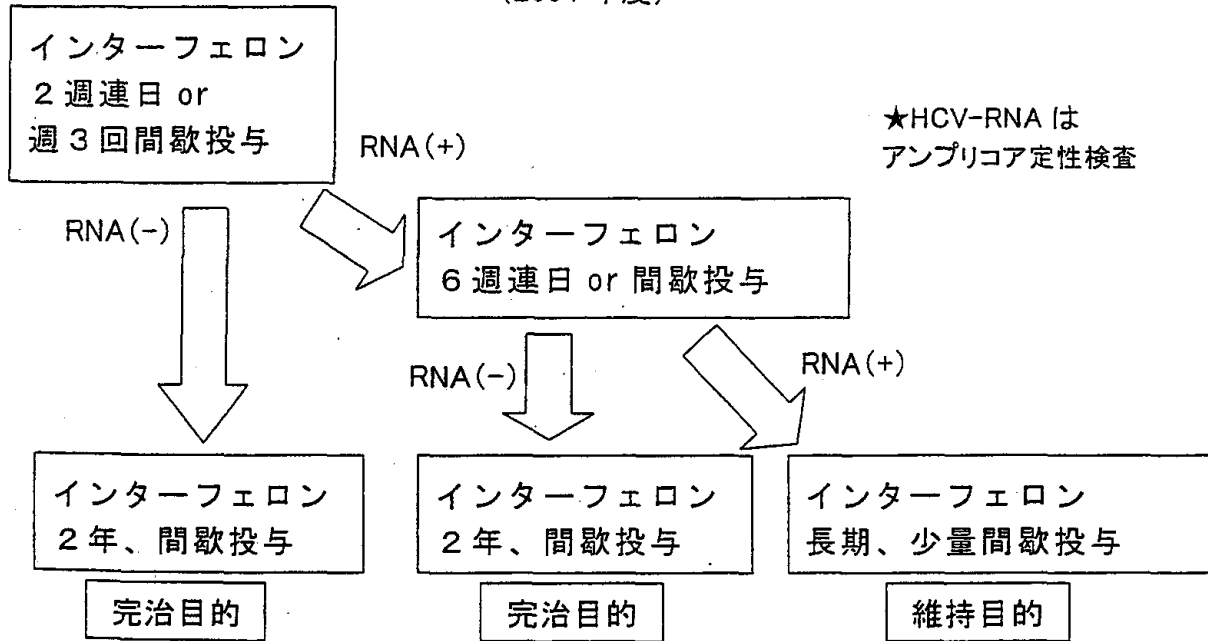 インターフェロン
2週連日 or
週3回間歇投与
RNA(+)
★HCV-RNA は
アンプリコア定性検査
RNA(-)
インターフェロン
6週連日 or 間歇投与
RNA(-)
RNA(+)
インターフェロン
2年、間歇投与
インターフェロン
2年、間歇投与
インターフェロン
長期、少量間歇投与
完治目的
完治目的
維持目的